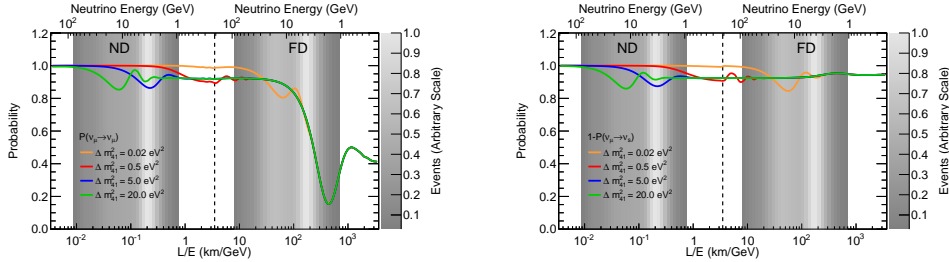 Neutrino Energy (GeV)
10² 10 1 10² 10 1
ND FD
Probability
1.2
1.0
0.8
0.6
0.4
0.2
0.0
P(νμ→νμ)
Δ m²₄₁ = 0.02 eV²
Δ m²₄₁ = 0.5 eV²
Δ m²₄₁ = 5.0 eV²
Δ m²₄₁ = 20.0 eV²
10⁻² 10⁻¹ 1 10 10² 10³
L/E (km/GeV)
1.0
0.9
0.8
0.7
0.6
0.5
0.4
0.3
0.2
0.1
Events (Arbitrary Scale)
Neutrino Energy (GeV) Neutrino Energy (GeV)
10² 10 1 10² 10 1
ND FD
Probability
1.2
1.0
0.8
0.6
0.4
0.2
0.0
1-P(νμ→νs)
Δ m²₄₁ = 0.02 eV²
Δ m²₄₁ = 0.5 eV²
Δ m²₄₁ = 5.0 eV²
Δ m²₄₁ = 20.0 eV²
10⁻² 10⁻¹ 1 10 10² 10³
L/E (km/GeV)
1.0
0.9
0.8
0.7
0.6
0.5
0.4
0.3
0.2
0.1
Events (Arbitrary Scale)